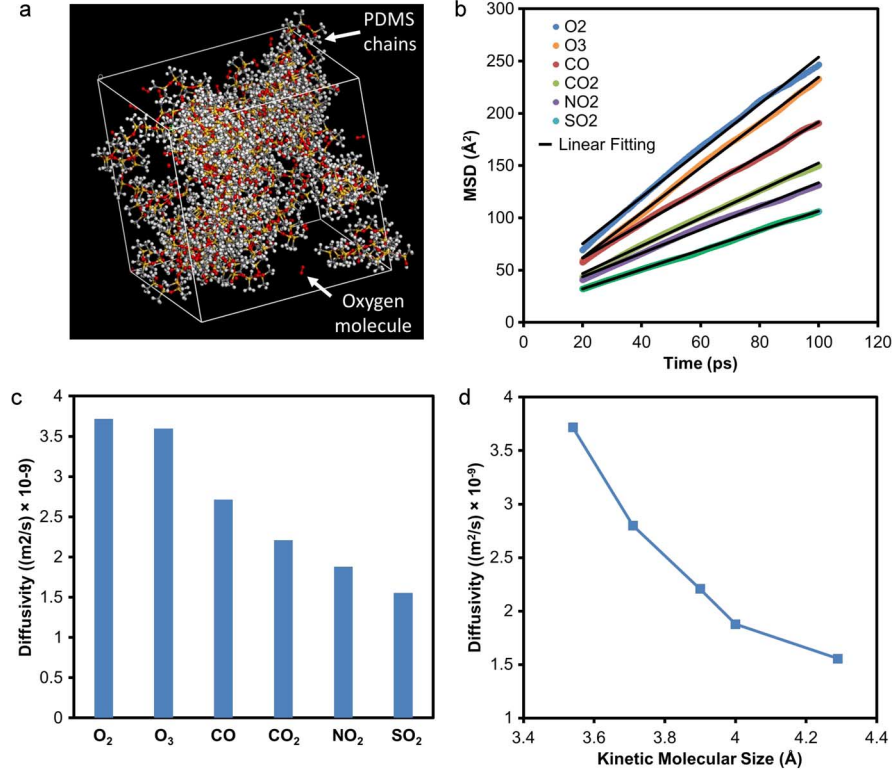 a
PDMS
chains
Oxygen
molecule
b
MSD (Å²)
300
250
200
150
100
50
0
O2
O3
CO
CO2
NO2
SO2
Linear Fitting
0 20 40 60 80 100 120
Time (ps)
c
Diffusivity ((m2/s) × 10-9)
4
3.5
3
2.5
2
1.5
1
0.5
0
O₂ O₃ CO CO₂ NO₂ SO₂
d
Diffusivity ((m²/s) × 10⁻⁹)
4
3.5
3
2.5
2
1.5
1
3.4 3.6 3.8 4 4.2 4.4
Kinetic Molecular Size (Å)